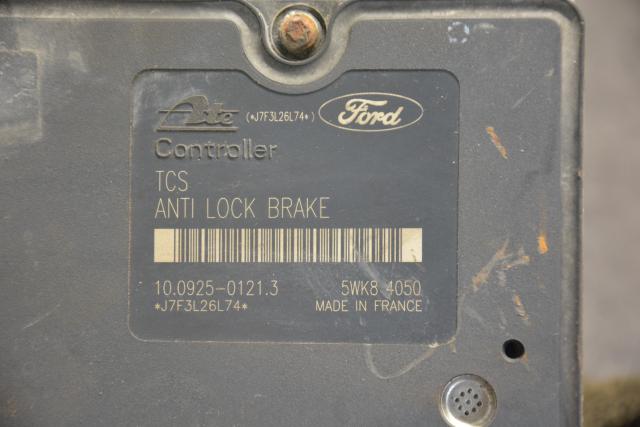 Ate (*J7F3L26L74*) Ford
Controller
TCS
ANTI LOCK BRAKE
10.0925-0121.3 5WK8 4050
*J7F3L26L74* MADE IN FRANCE